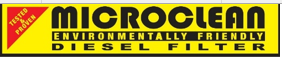 TESTED
& PROVEN
MICROCLEAN
ENVIRONMENTALLY FRIENDLY
DIESEL FILTER